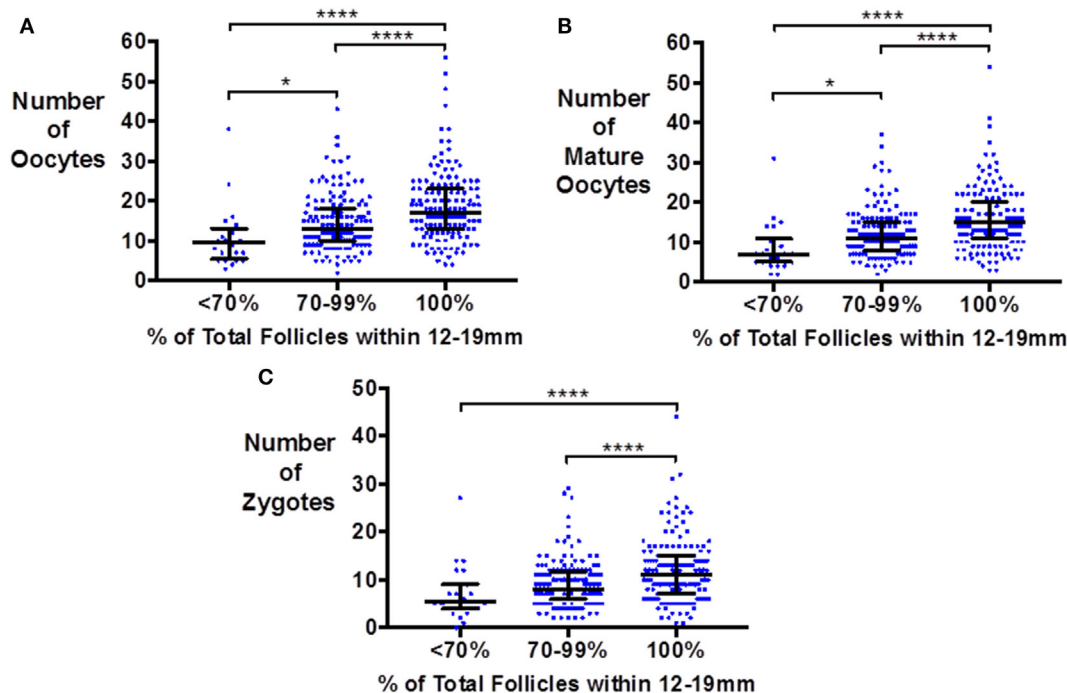 A
****
****
*
Number
of
Oocytes
60
50
40
30
20
10
0
<70%
70-99%
100%
% of Total Follicles within 12-19mm
B
****
****
*
Number
of
Mature
Oocytes
60
50
40
30
20
10
0
<70%
70-99%
100%
% of Total Follicles within 12-19mm
C
****
****
Number
of
Zygotes
50
40
30
20
10
0
<70%
70-99%
100%
% of Total Follicles within 12-19mm